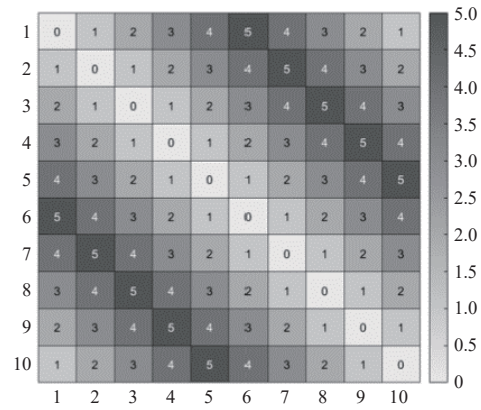 5.0
1 0 1 2 3 4 5 4 3 2 1
4.5
2 1 0 1 2 3 4 5 4 3 2
4.0
3 2 1 0 1 2 3 4 5 4 3
3.5
4 3 2 1 0 1 2 3 4 5 4
3.0
5 4 3 2 1 0 1 2 3 4 5
2.5
6 5 4 3 2 1 0 1 2 3 4
2.0
7 4 5 4 3 2 1 0 1 2 3
1.5
8 3 4 5 4 3 2 1 0 1 2
1.0
9 2 3 4 5 4 3 2 1 0 1
0.5
10 1 2 3 4 5 4 3 2 1 0
0
1 2 3 4 5 6 7 8 9 10